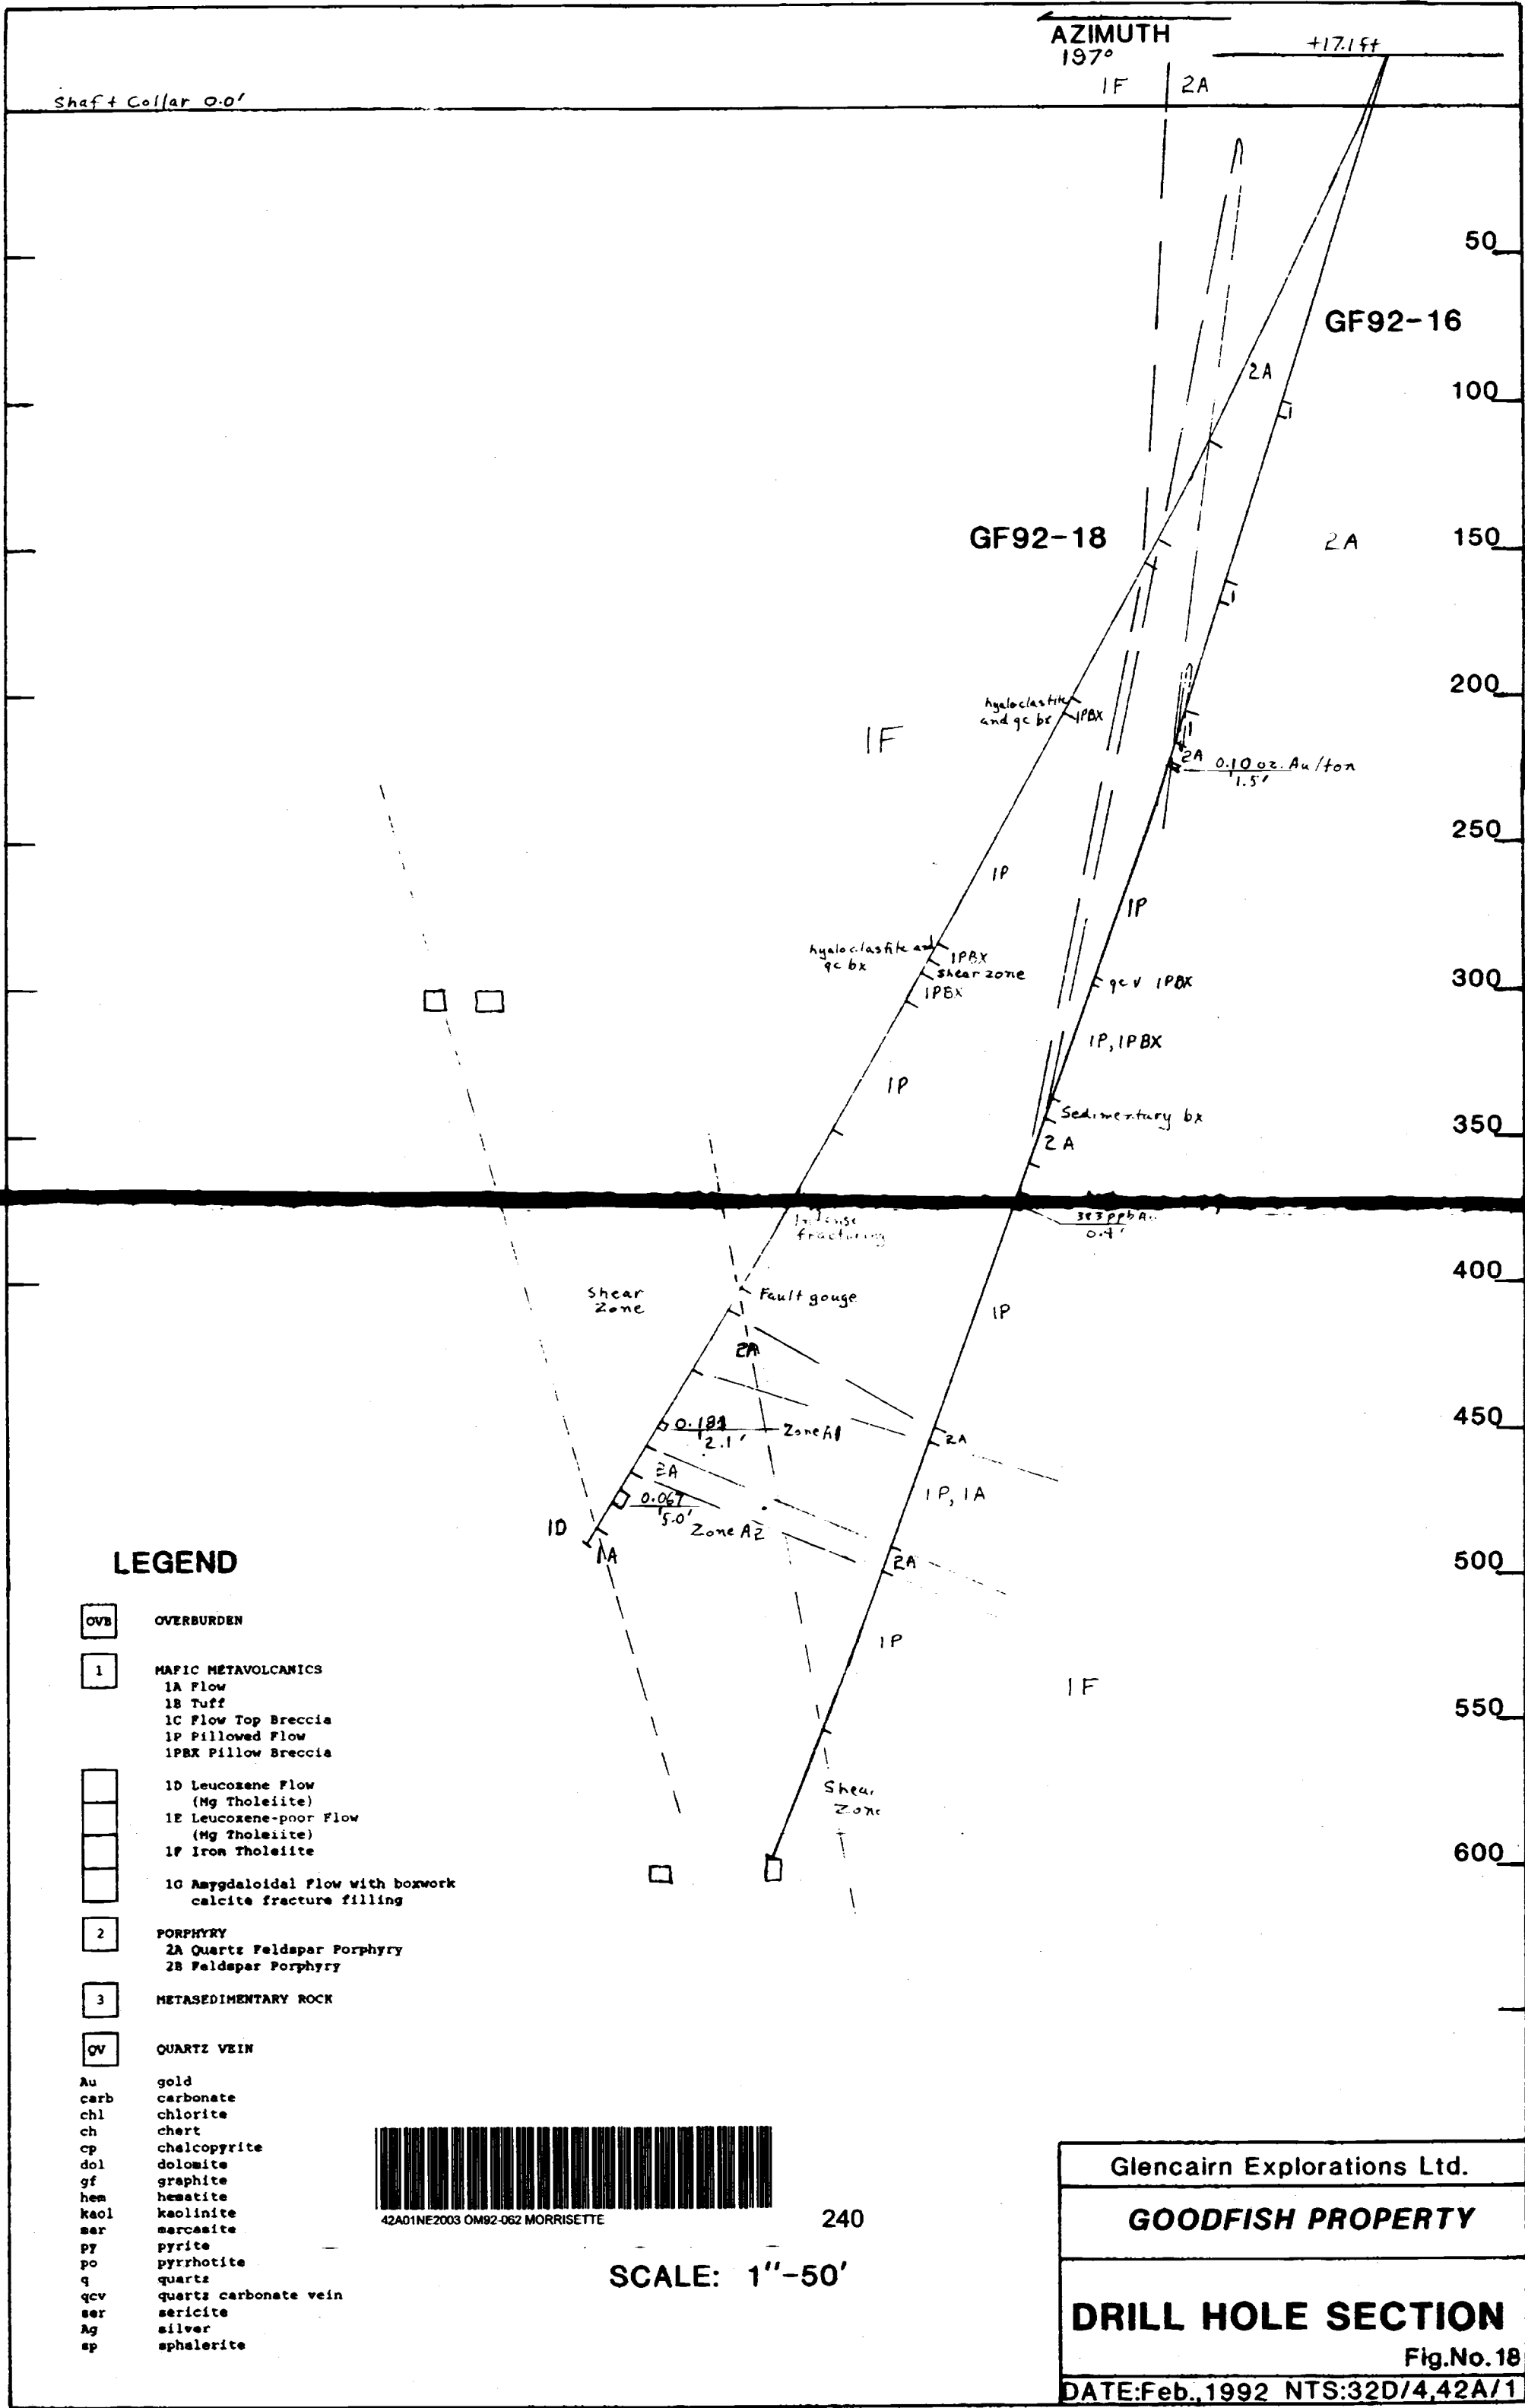 AZIMUTH
197°
+17.1ft
1F
2A
Shaft Collar 0.0'
50
GF92-16
2A
100
GF92-18
2A
150
200
hyaloclastite
and qc bx
1PBX
1F
2A
0.10 oz. Au/ton
1.5'
250
1P
1P
hyaloclastite and
qc bx
1PBX
shear zone
1PBX
qcv 1PBX
300
1P, 1PBX
1P
Sedimentary bx
350
2A
Intense
fracturing
383 ppb Au
0.4'
400
Shear
Zone
Fault gouge
1P
2A
450
2.1'
2A
1P, 1A
2A
0.067
5.0'
Zone A2
1D
1A
2A
500
1P
1F
550
Shear
Zone
600
LEGEND
OVB OVERBURDEN
1 MAFIC METAVOLCANICS
1A Flow
1B Tuff
1C Flow Top Breccia
1P Pillowed Flow
1PBX Pillow Breccia
1D Leucoxene Flow
(Mg Tholeiite)
1E Leucoxene-poor Flow
(Mg Tholeiite)
1F Iron Tholeiite
1G Amygdaloidal Flow with boxwork
calcite fracture filling
2 PORPHYRY
2A Quartz Feldspar Porphyry
2B Feldspar Porphyry
3 METASEDIMENTARY ROCK
QV QUARTZ VEIN
Au gold
carb carbonate
chl chlorite
ch chert
cp chalcopyrite
dol dolomite
gf graphite
hem hematite
kaol kaolinite
mar marcasite
py pyrite
po pyrrhotite
q quartz
qcv quartz carbonate vein
ser sericite
Ag silver
sp sphalerite
42A01NE2003 OM92-062 MORRISETTE
240
SCALE: 1"-50'
Glencairn Explorations Ltd.
GOODFISH PROPERTY
DRILL HOLE SECTION
Fig.No.18
DATE:Feb.,1992 NTS:32D/4,42A/1